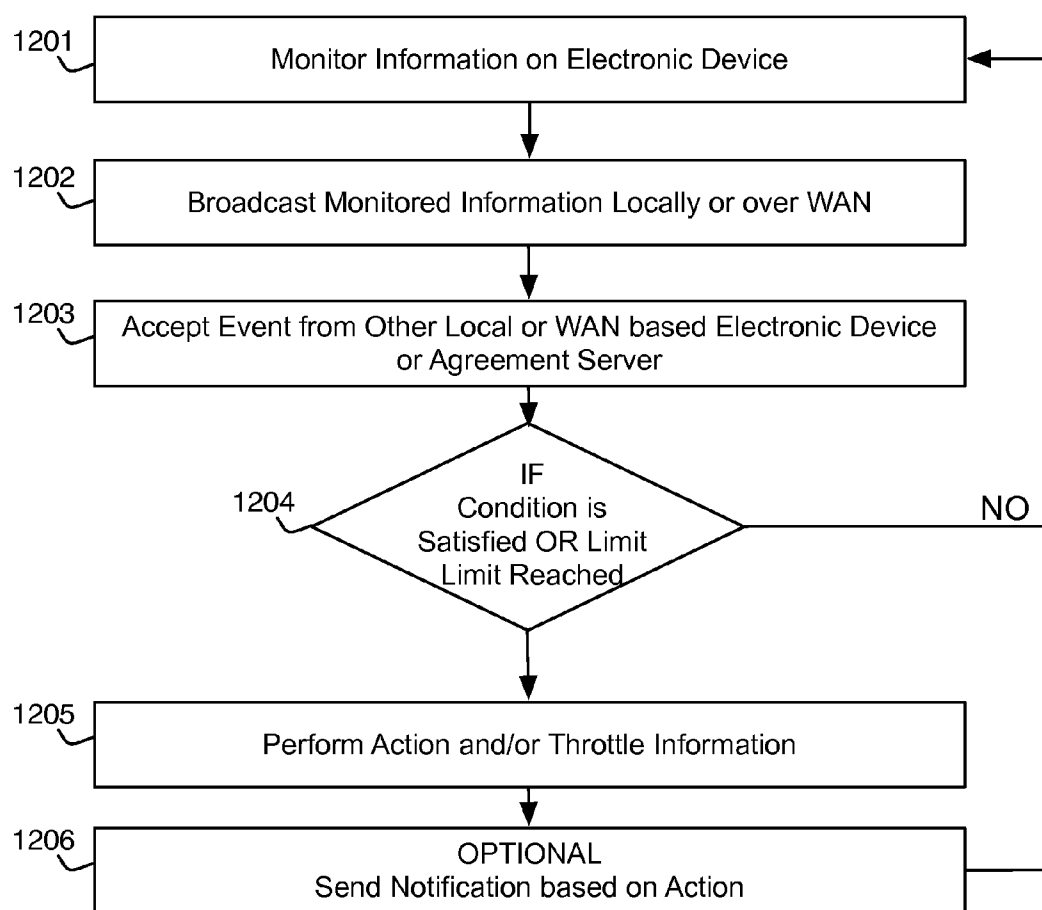 1201
Monitor Information on Electronic Device
1202
Broadcast Monitored Information Locally or over WAN
1203
Accept Event from Other Local or WAN based Electronic Device
or Agreement Server
1204
IF
Condition is
Satisfied OR Limit
Limit Reached
NO
1205
Perform Action and/or Throttle Information
1206
OPTIONAL
Send Notification based on Action